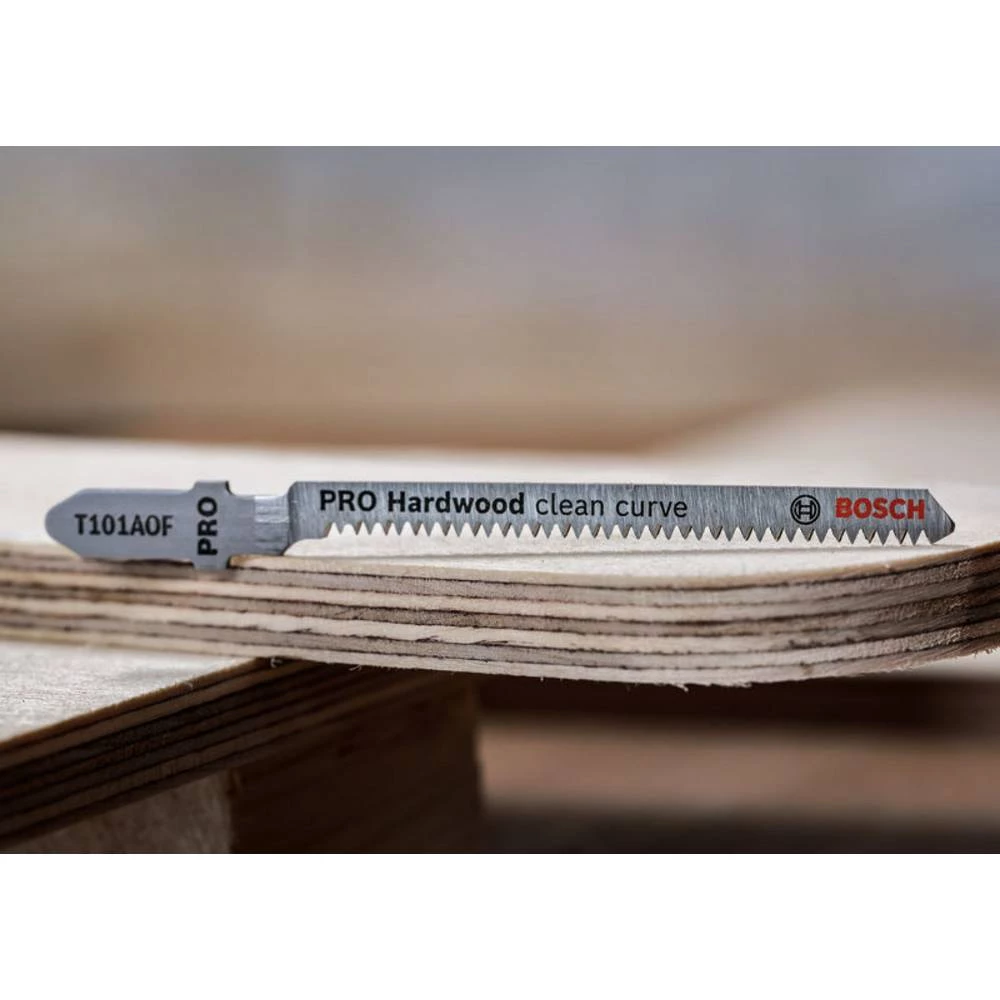 T101AOF
PRO
PRO Hardwood clean curve
BOSCH